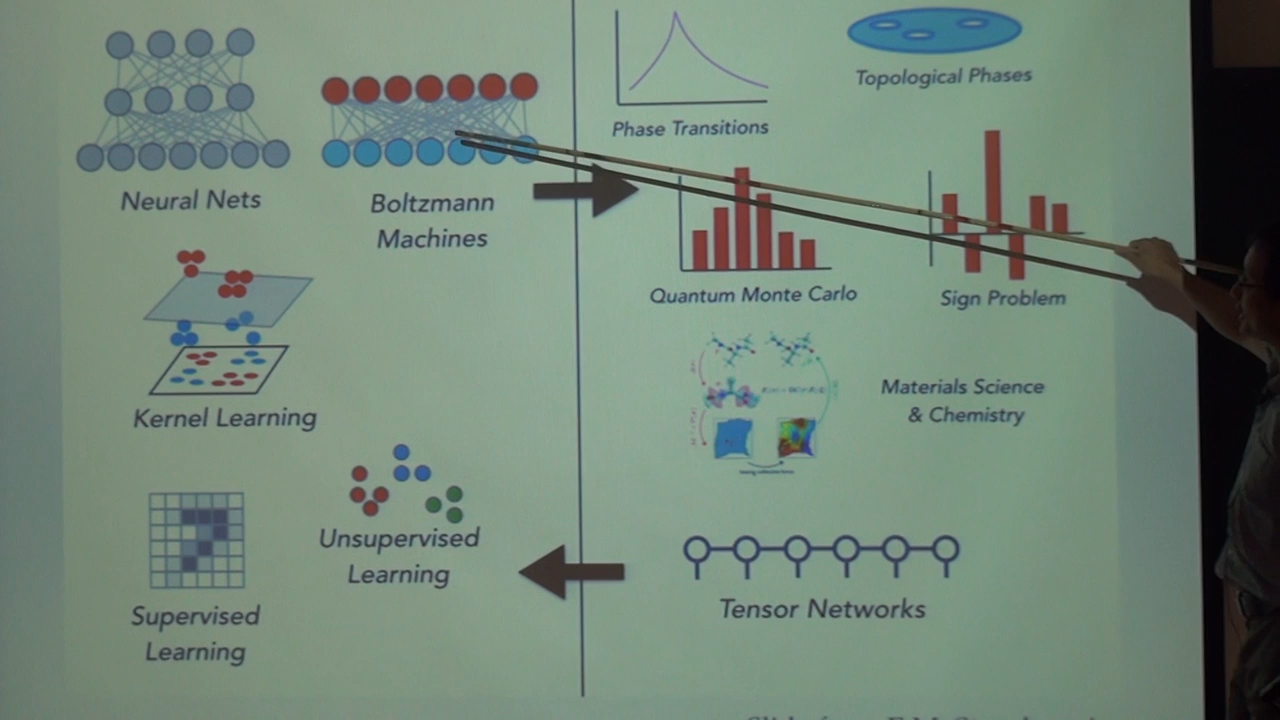 Neural Nets
Boltzmann
Machines
Kernel Learning
Unsupervised
Learning
Supervised
Learning
Phase Transitions
Topological Phases
Quantum Monte Carlo
Sign Problem
Materials Science
& Chemistry
Tensor Networks